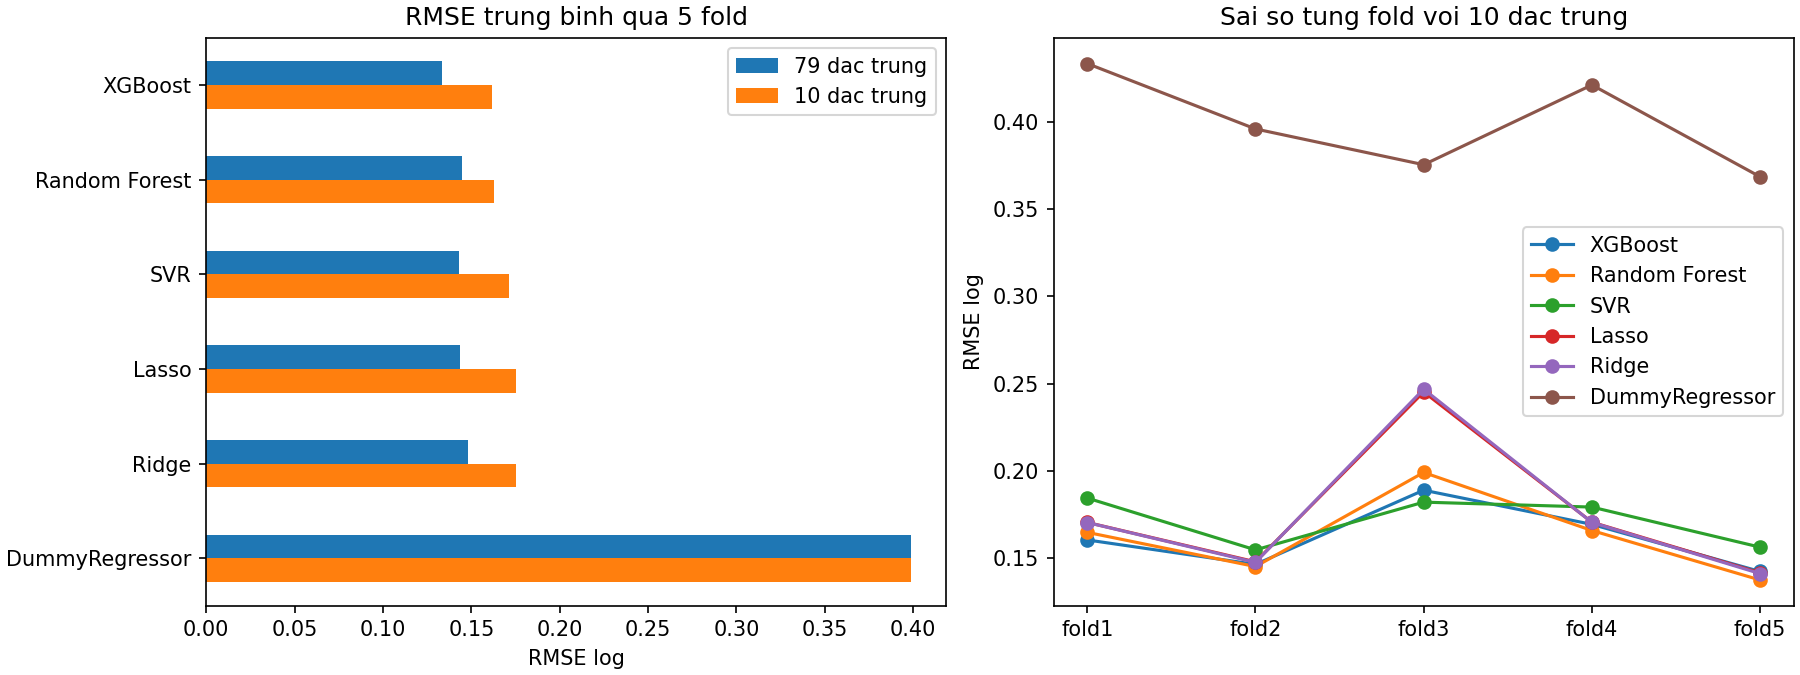 RMSE trung binh qua 5 fold
79 dac trung
10 dac trung
XGBoost
Random Forest
SVR
Lasso
Ridge
DummyRegressor
0.00 0.05 0.10 0.15 0.20 0.25 0.30 0.35 0.40
RMSE log
Sai so tung fold voi 10 dac trung
RMSE log
0.40
0.35
0.30
0.25
0.20
0.15
XGBoost
Random Forest
SVR
Lasso
Ridge
DummyRegressor
fold1 fold2 fold3 fold4 fold5